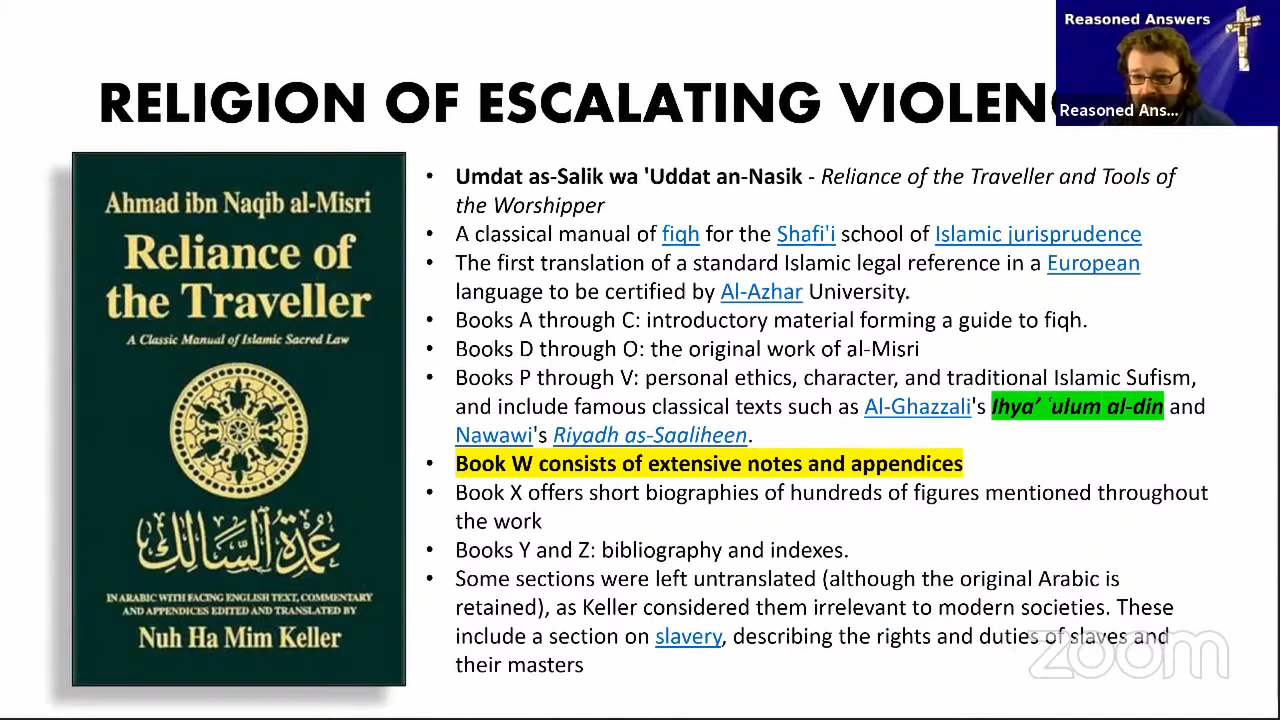 Reasoned Answers
RELIGION OF ESCALATING
Reasoned Ans...
Ahmad ibn Naqib al-Misri
Reliance of
the Traveller
A Classic Manual of Islamic Sacred Law
عمدة السالك
IN ARABIC WITH FACING ENGLISH TEXT, COMMENTARY
AND APPENDICES EDITED AND TRANSLATED BY
Nuh Ha Mim Keller
• Umdat as-Salik wa 'Uddat an-Nasik - Reliance of the Traveller and Tools of
the Worshipper
• A classical manual of fiqh for the Shafi'i school of Islamic jurisprudence
• The first translation of a standard Islamic legal reference in a European
language to be certified by Al-Azhar University.
• Books A through C: introductory material forming a guide to fiqh.
• Books D through O: the original work of al-Misri
• Books P through V: personal ethics, character, and traditional Islamic Sufism,
and include famous classical texts such as Al-Ghazzali's Ihya’ ʿulum al-din and
Nawawi's Riyadh as-Saaliheen.
• Book W consists of extensive notes and appendices
• Book X offers short biographies of hundreds of figures mentioned throughout
the work
• Books Y and Z: bibliography and indexes.
• Some sections were left untranslated (although the original Arabic is
retained), as Keller considered them irrelevant to modern societies. These
include a section on slavery, describing the rights and duties of slaves and
their masters
zoom